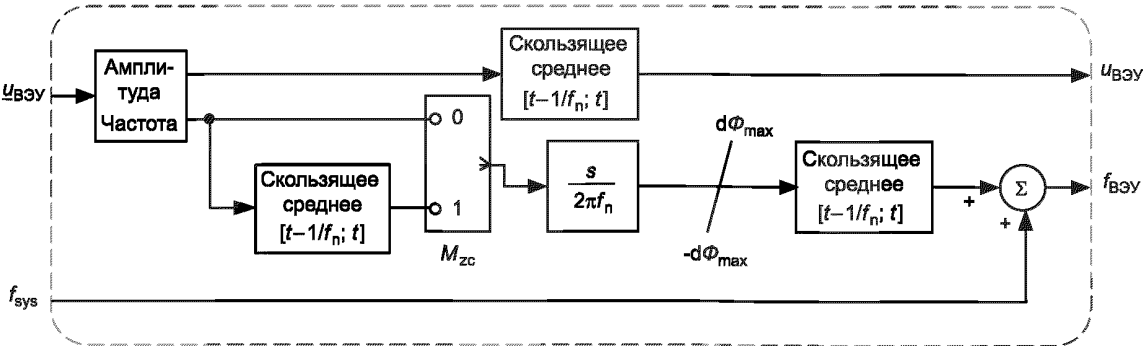 u̲ВЭУ
Ампли-
туда
Частота
Скользящее
среднее
[t–1/fn; t]
uВЭУ
0
1
Mzc
Скользящее
среднее
[t–1/fn; t]
s
2πfn
dΦmax
-dΦmax
Скользящее
среднее
[t–1/fn; t]
+
Σ
+
fВЭУ
fsys